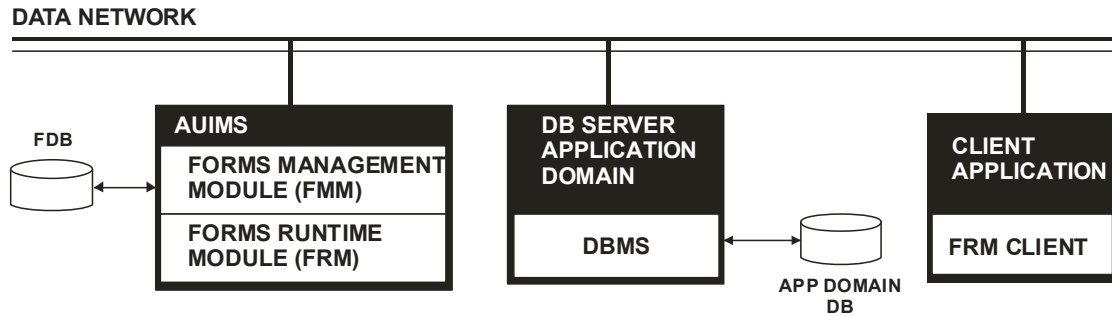 DATA NETWORK
FDB
AUIMS
FORMS MANAGEMENT
MODULE (FMM)
FORMS RUNTIME
MODULE (FRM)
DB SERVER
APPLICATION
DOMAIN
DBMS
APP DOMAIN
DB
CLIENT
APPLICATION
FRM CLIENT